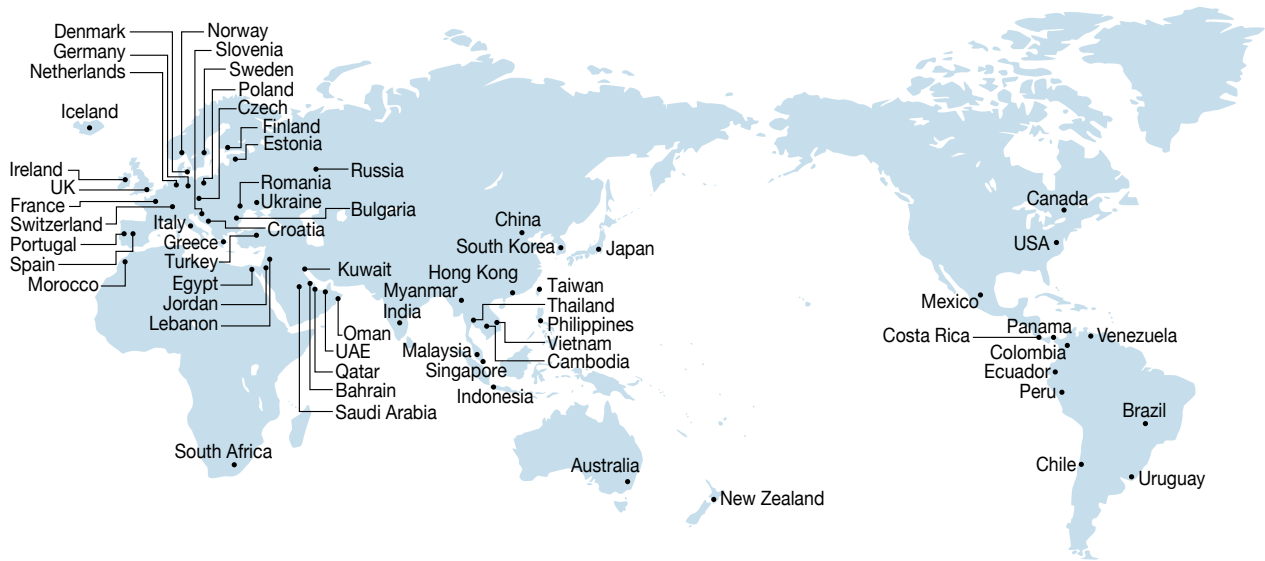 Denmark
Norway
Germany
Slovenia
Netherlands
Sweden
Poland
Czech
Iceland
Finland
Estonia
Ireland
Russia
UK
Romania
Ukraine
France
Bulgaria
Switzerland
Italy
Croatia
Portugal
Greece
Spain
Turkey
Morocco
Egypt
Jordan
Lebanon
Kuwait
Oman
UAE
Qatar
Bahrain
Saudi Arabia
South Africa
China
South Korea
Japan
Hong Kong
Myanmar
India
Taiwan
Thailand
Philippines
Vietnam
Cambodia
Malaysia
Singapore
Indonesia
Australia
New Zealand
Canada
USA
Mexico
Costa Rica
Panama
Venezuela
Colombia
Ecuador
Peru
Brazil
Chile
Uruguay